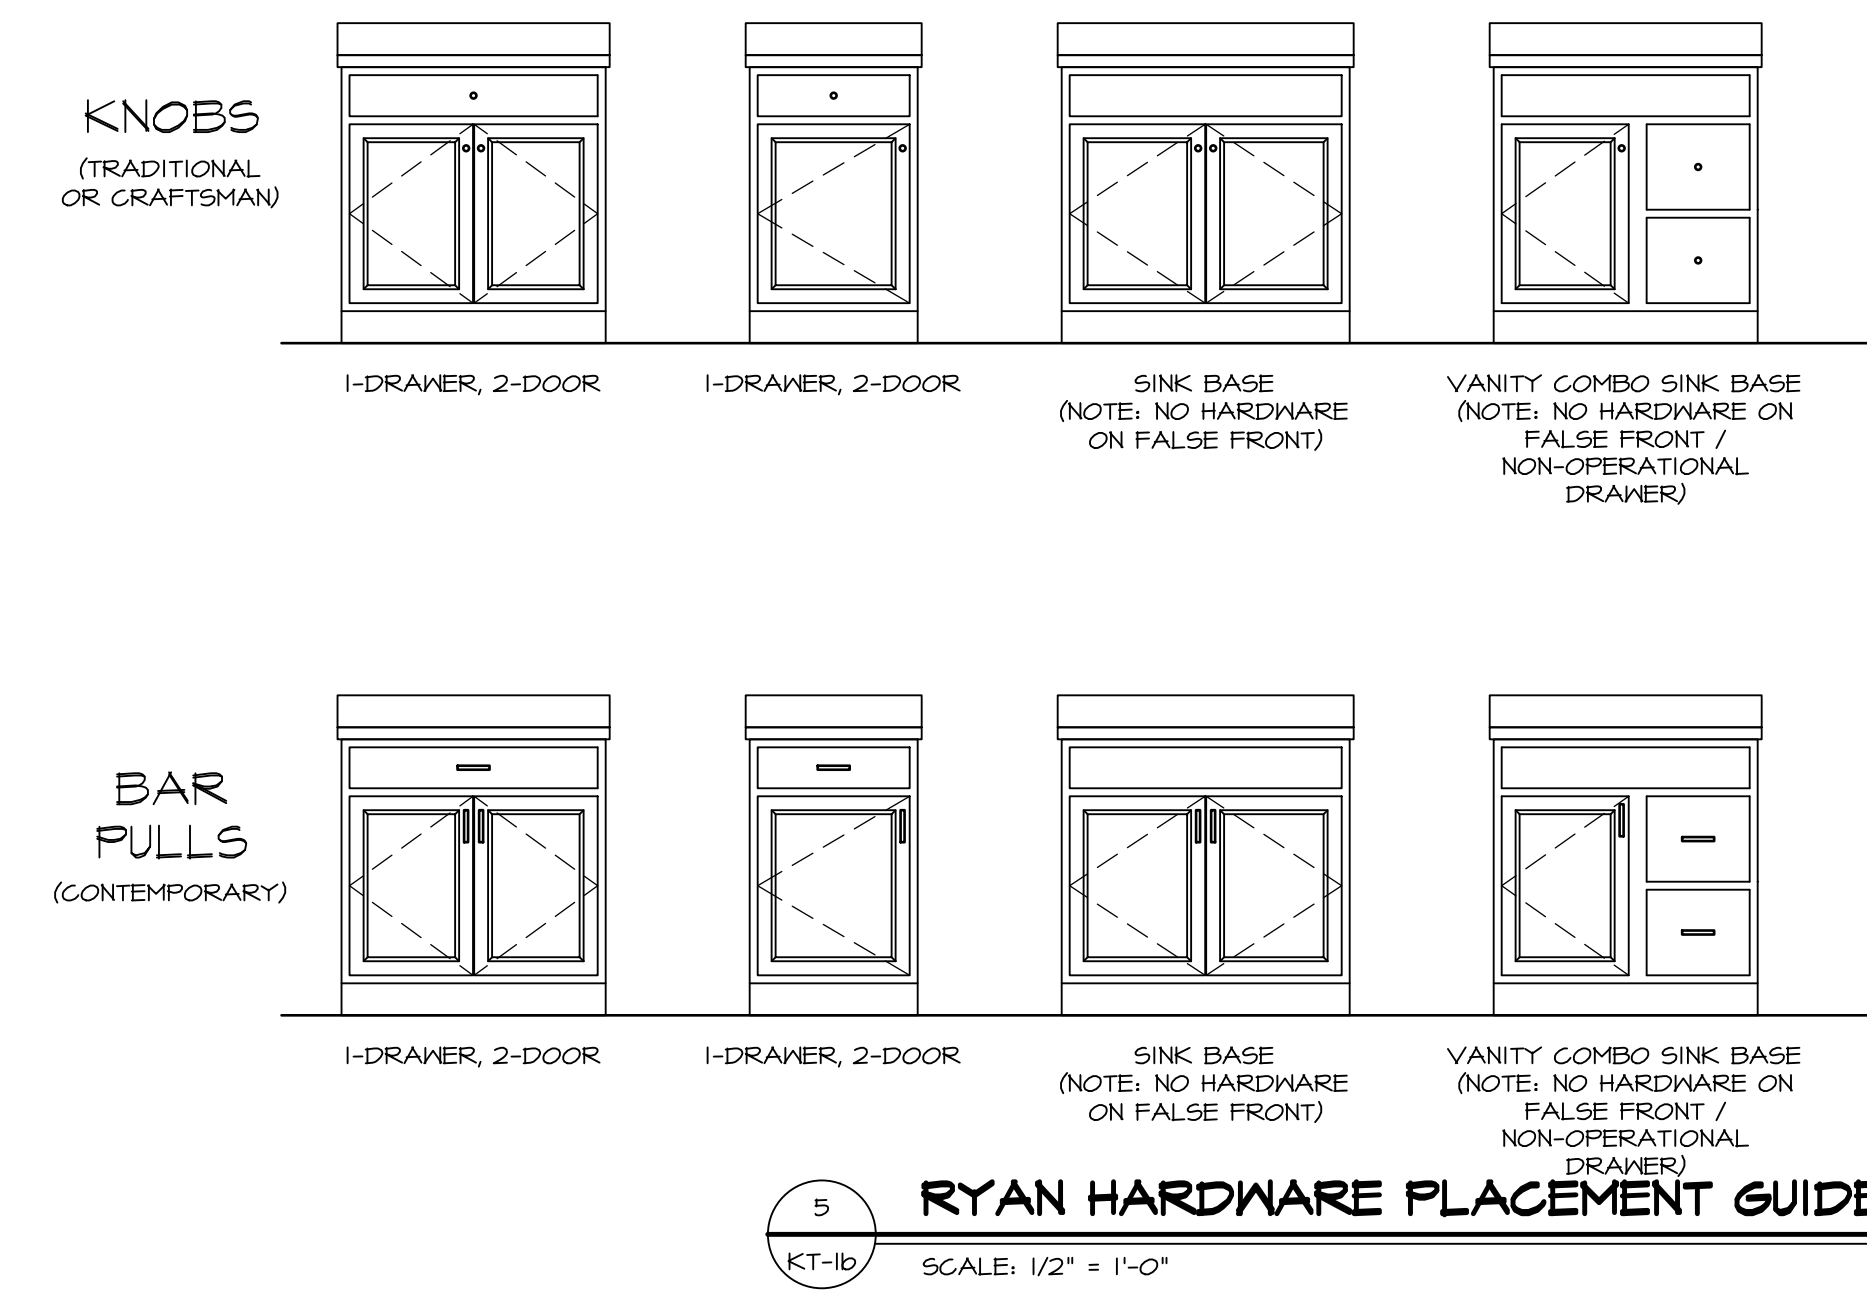 KNOBS
(TRADITIONAL
OR CRAFTSMAN)
1-DRAWER, 2-DOOR
1-DRAWER, 2-DOOR
SINK BASE
(NOTE: NO HARDWARE
ON FALSE FRONT)
VANITY COMBO SINK BASE
(NOTE: NO HARDWARE ON
FALSE FRONT /
NON-OPERATIONAL
DRAWER)
BAR
PULLS
(CONTEMPORARY)
1-DRAWER, 2-DOOR
1-DRAWER, 2-DOOR
SINK BASE
(NOTE: NO HARDWARE
ON FALSE FRONT)
VANITY COMBO SINK BASE
(NOTE: NO HARDWARE ON
FALSE FRONT /
NON-OPERATIONAL
DRAWER)
5
KT-1b
RYAN HARDWARE PLACEMENT GUIDE
SCALE: 1/2" = 1'-0"